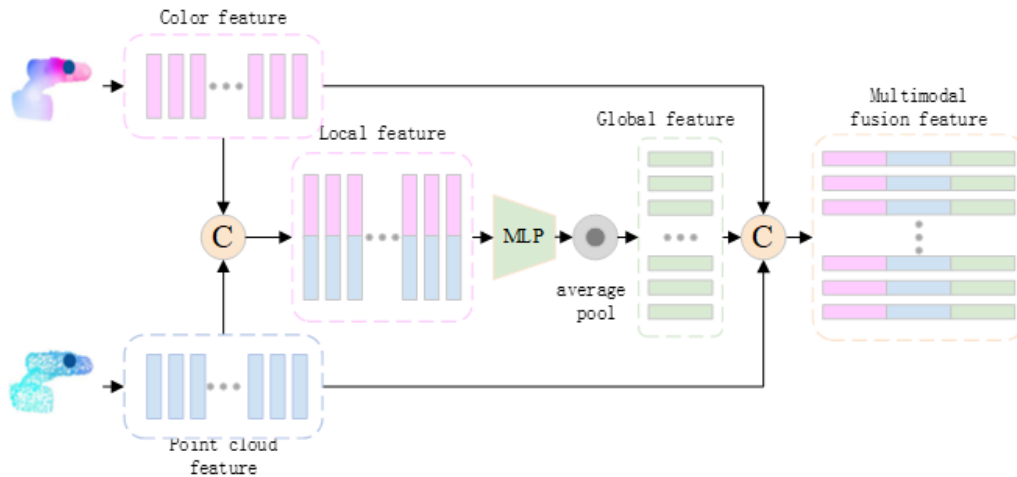 Color feature
Local feature
Global feature
Multimodal
fusion feature
C
MLP
C
average
pool
Point cloud
feature